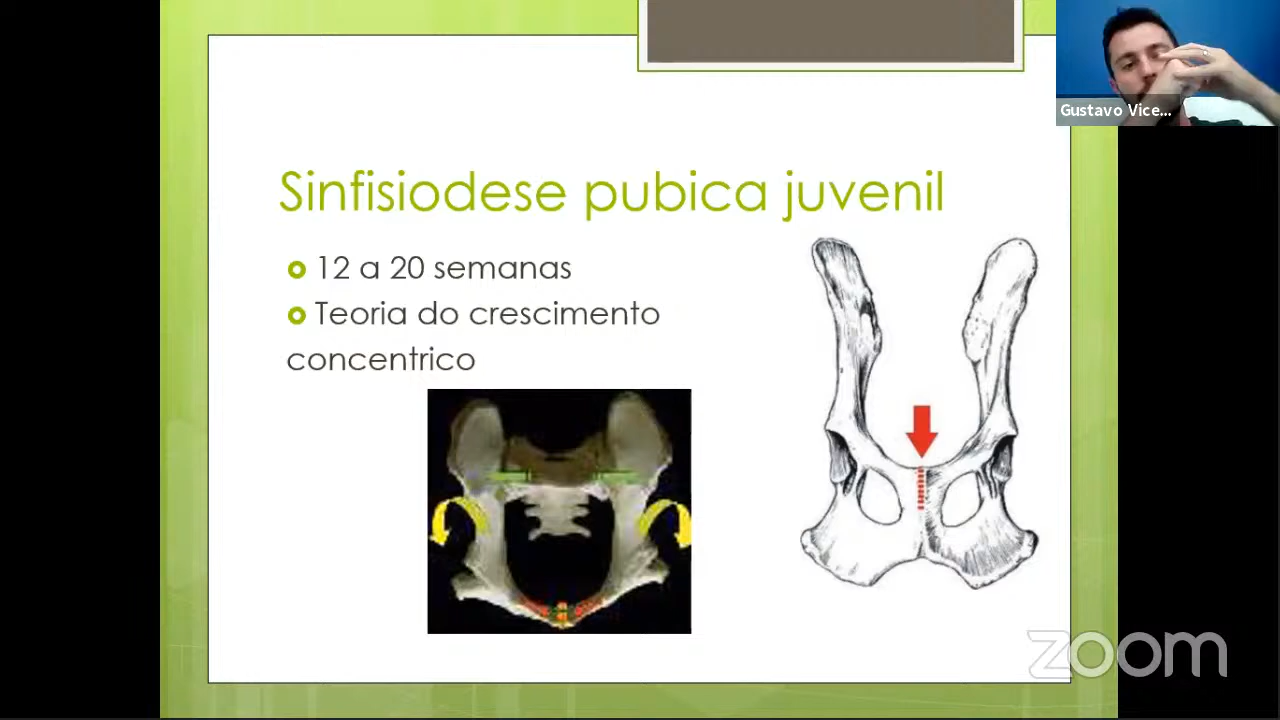 Gustavo Vice...
Sinfisiodese pubica juvenil
12 a 20 semanas
Teoria do crescimento
concentrico
zoom